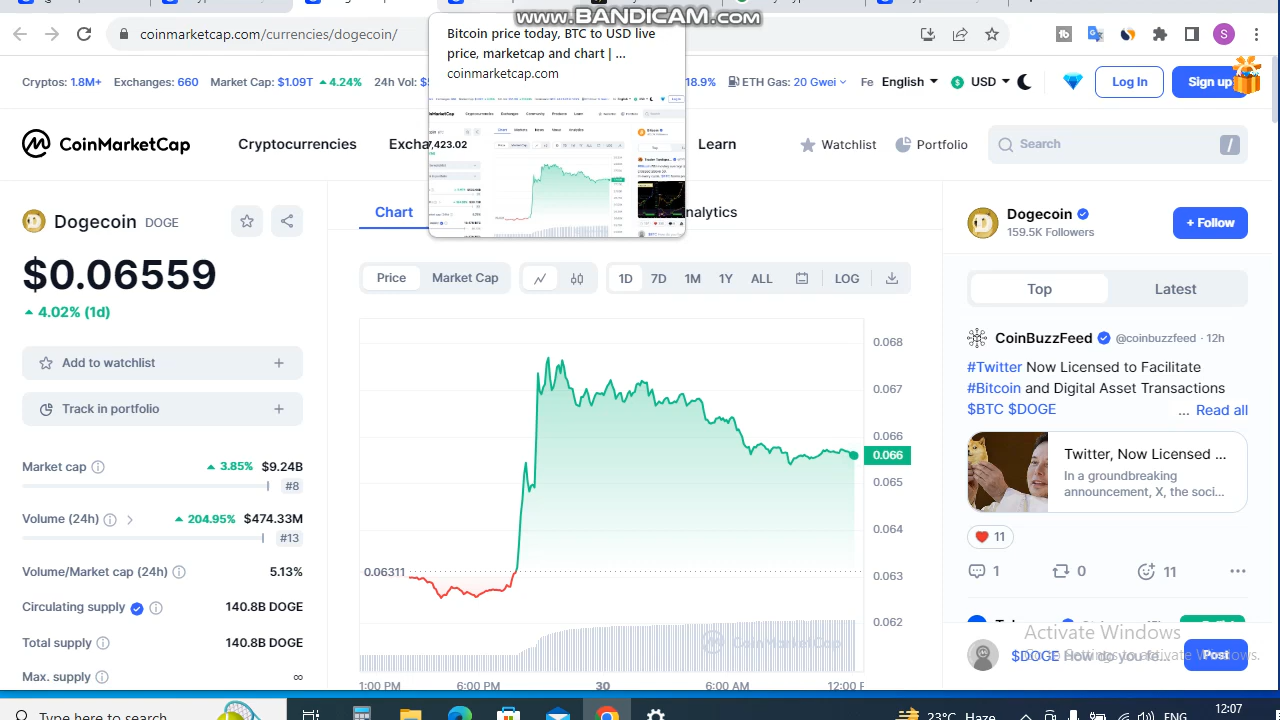 www.BANDICAM.com
Bitcoin price today, BTC to USD live
price, marketcap and chart | ...
coinmarketcap.com
coinmarketcap.com/currencies/dogecoin/
S
Cryptos: 1.8M+ Exchanges: 660 Market Cap: $1.09T 4.24% 24h Vol: 18.9% ETH Gas: 20 Gwei Fe English USD Log In Sign up
CoinMarketCap Cryptocurrencies Excha Learn Watchlist Portfolio Search /
,423.02
Dogecoin DOGE
Chart nalytics
Dogecoin
159.5K Followers
+ Follow
$0.06559
4.02% (1d)
Price Market Cap 1D 7D 1M 1Y ALL LOG
Top Latest
Add to watchlist +
Track in portfolio +
CoinBuzzFeed @coinbuzzfeed · 12h
#Twitter Now Licensed to Facilitate
#Bitcoin and Digital Asset Transactions
$BTC $DOGE ... Read all
Twitter, Now Licensed ...
In a groundbreaking
announcement, X, the soci...
11
1 0 11
Market cap 3.85% $9.24B
#8
Volume (24h) 204.95% $474.33M
#13
Volume/Market cap (24h) 5.13%
Circulating supply 140.8B DOGE
Total supply 140.8B DOGE
Max. supply ∞
0.068
0.067
0.066
0.066
0.065
0.064
0.063
0.062
0.06311
CoinMarketCap
1:00 PM 6:00 PM 30 6:00 AM 12:00 P
Activate Windows
$DOGE How do you fe...
Post
Type here to search
23°C Haze
ENG
12:07